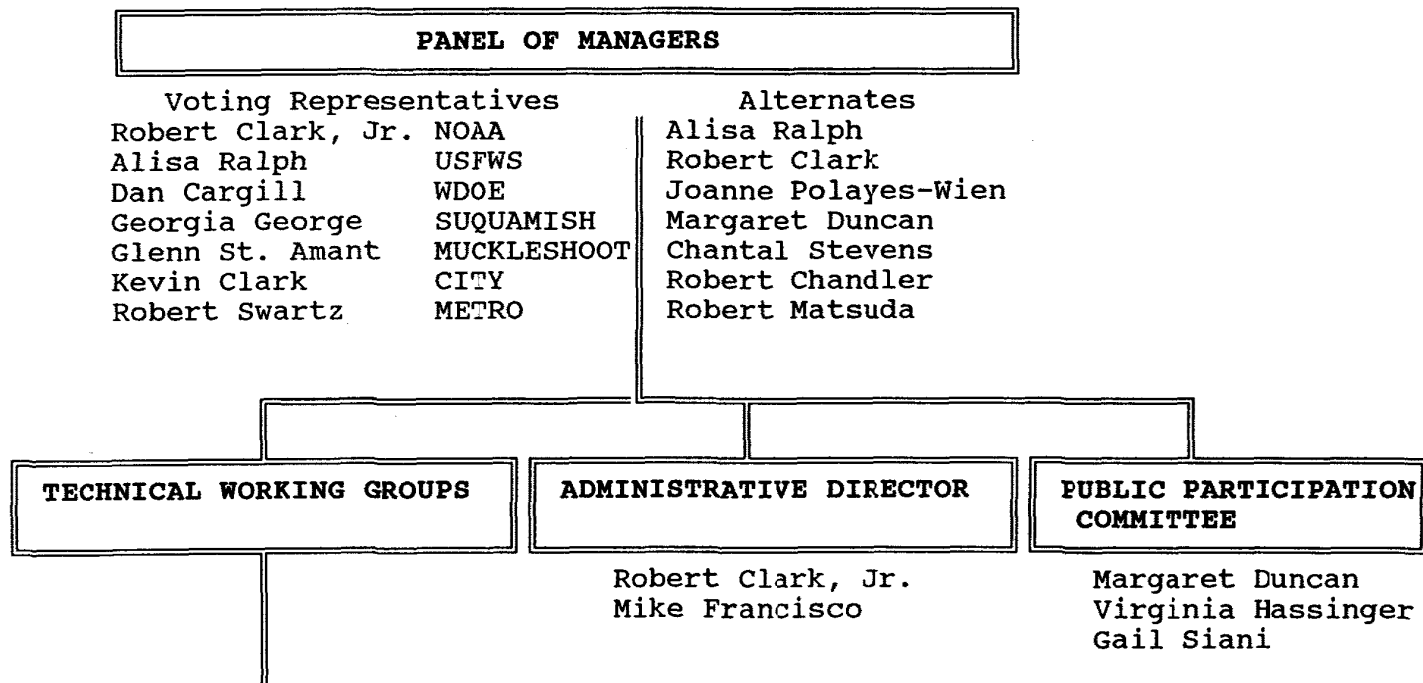 PANEL OF MANAGERS
Voting Representatives Alternates
Robert Clark, Jr. NOAA Alisa Ralph
Alisa Ralph USFWS Robert Clark
Dan Cargill WDOE Joanne Polayes-Wien
Georgia George SUQUAMISH Margaret Duncan
Glenn St. Amant MUCKLESHOOT Chantal Stevens
Kevin Clark CITY Robert Chandler
Robert Swartz METRO Robert Matsuda
TECHNICAL WORKING GROUPS
ADMINISTRATIVE DIRECTOR
Robert Clark, Jr.
Mike Francisco
PUBLIC PARTICIPATION
COMMITTEE
Margaret Duncan
Virginia Hassinger
Gail Siani